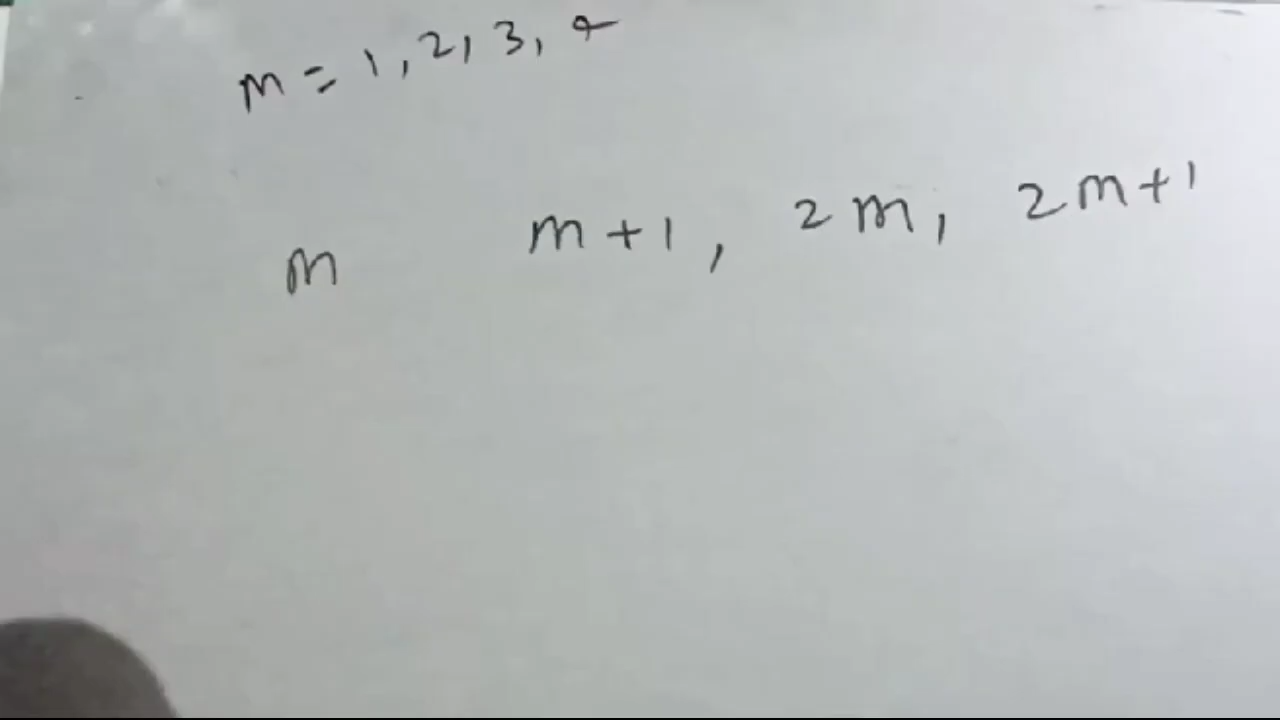 m = 1, 2, 3, 4
m m+1, 2m, 2m+1